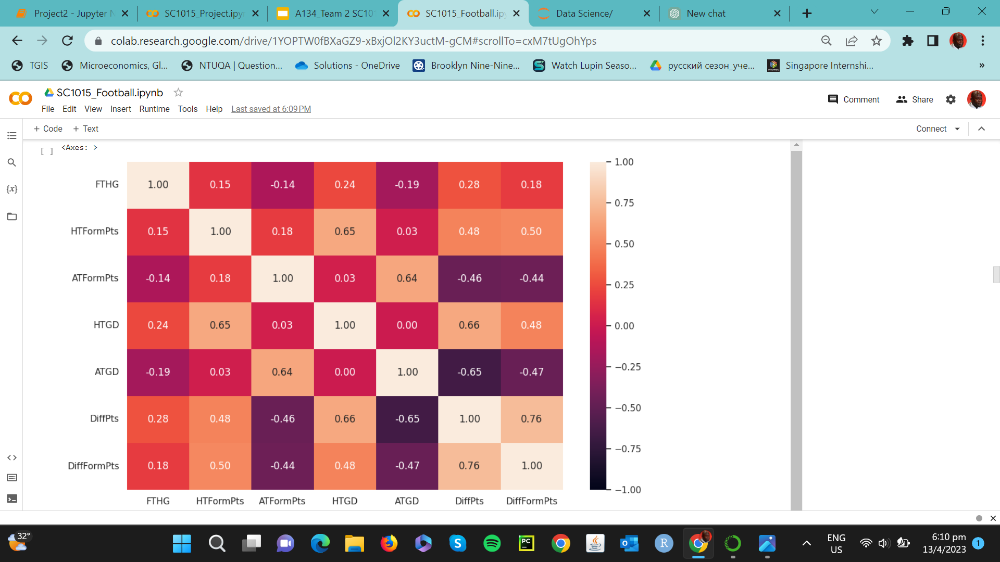 Project2 - Jupyter N
SC1015_Project.ipyn
A134_Team 2 SC101
SC1015_Football.ipy
Data Science/
New chat
colab.research.google.com/drive/1YOPTW0fBXaGZ9-xBxjOl2KY3uctM-gCM#scrollTo=cxM7tUgOhYps
TGIS
Microeconomics, Gl...
NTUQA | Question...
Solutions - OneDrive
Brooklyn Nine-Nine...
Watch Lupin Seaso...
русский сезон_уче...
Singapore Internshi...
»
CO
SC1015_Football.ipynb
Comment
Share
File Edit View Insert Runtime Tools Help Last saved at 6:09 PM
+ Code + Text
Connect
[ ] <Axes: >
{x}
FTHG 1.00 0.15 -0.14 0.24 -0.19 0.28 0.18
HTFormPts 0.15 1.00 0.18 0.65 0.03 0.48 0.50
ATFormPts -0.14 0.18 1.00 0.03 0.64 -0.46 -0.44
HTGD 0.24 0.65 0.03 1.00 0.00 0.66 0.48
ATGD -0.19 0.03 0.64 0.00 1.00 -0.65 -0.47
DiffPts 0.28 0.48 -0.46 0.66 -0.65 1.00 0.76
DiffFormPts 0.18 0.50 -0.44 0.48 -0.47 0.76 1.00
FTHG HTFormPts ATFormPts HTGD ATGD DiffPts DiffFormPts
1.00
0.75
0.50
0.25
0.00
−0.25
−0.50
−0.75
−1.00
32°
S
PC
R
ENG
US
6:10 pm
13/4/2023
1